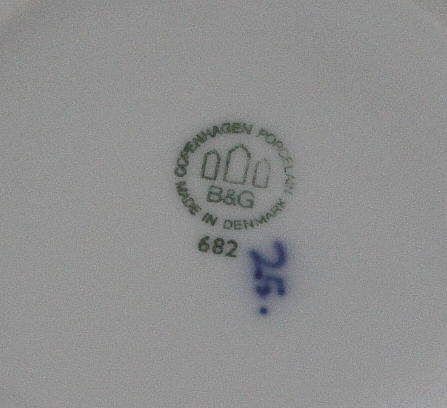 COPENHAGEN PORCELAIN
B&G
MADE IN DENMARK
682
25.